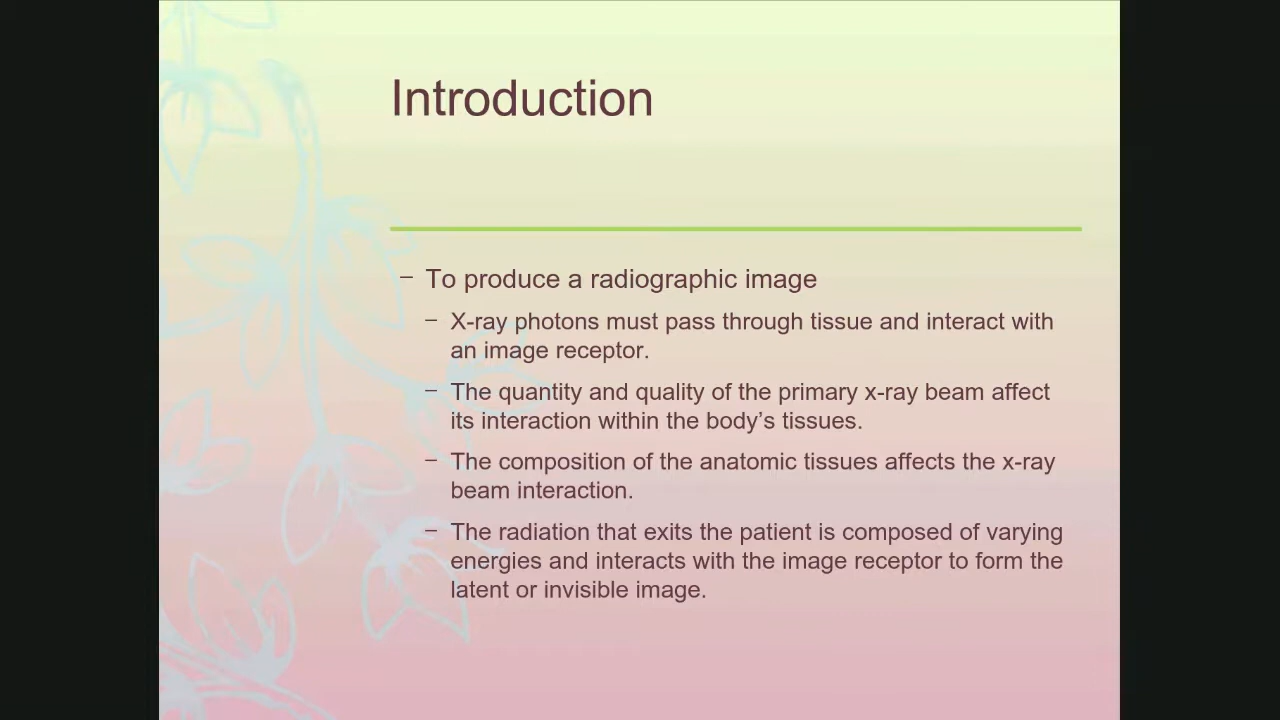 Introduction
– To produce a radiographic image
– X-ray photons must pass through tissue and interact with
an image receptor.
– The quantity and quality of the primary x-ray beam affect
its interaction within the body’s tissues.
– The composition of the anatomic tissues affects the x-ray
beam interaction.
– The radiation that exits the patient is composed of varying
energies and interacts with the image receptor to form the
latent or invisible image.